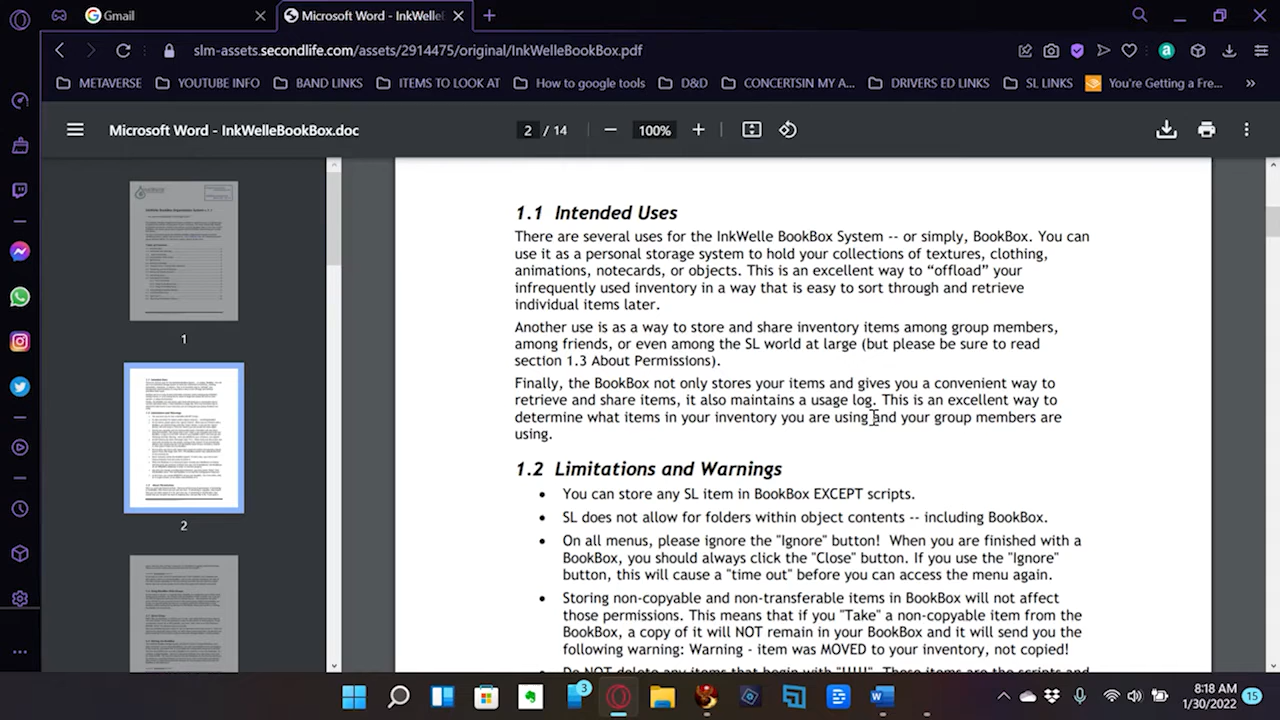 Gmail
Microsoft Word - InkWelle
slm-assets.secondlife.com/assets/2914475/original/InkWelleBookBox.pdf
METAVERSE YOUTUBE INFO BAND LINKS ITEMS TO LOOK AT How to google tools D&D CONCERTSIN MY A... DRIVERS ED LINKS SL LINKS You're Getting a Fre...
Microsoft Word - InkWelleBookBox.doc
2 / 14
100%
1
2
1.1 Intended Uses
There are several uses for the InkWelle BookBox System -- or simply, BookBox. You can
use it as a personal storage system to hold your collections of textures, clothing,
animations, notecards, or objects. This is an excellent way to “offload” your
infrequently used inventory in a way that is easy to sort through and retrieve
individual items later.
Another use is as a way to store and share inventory items among group members,
among friends, or even among the SL world at large (but please be sure to read
section 1.3 about permissions).
Finally, BookBox not only stores your items and gives you a convenient way to
retrieve and use items, it also maintains a usage log. This is an excellent way to
determine what items in your inventory you are using or your group members are
using.
1.2 Limitations and Warnings
• You can store any SL item in BookBox EXCEPT scripts.
• SL does not allow for folders within object contents -- including BookBox.
• On all menus, please ignore the "Ignore" button! When you are finished with a
BookBox, you should always click the "Close" button. If you use the "Ignore"
button, this will cause a "time out" before you can access the menu again.
• Storing non-copyable and non-transferable items in BookBox will not affect
their permissions. It is meant that if you "take" a non-copyable item from the
the copy of it will NOT remain in your BookBox and it will send you the
following warning: Warning - item was MOVED to your inventory, not copied!
3
8:18 AM
1/30/2022
15